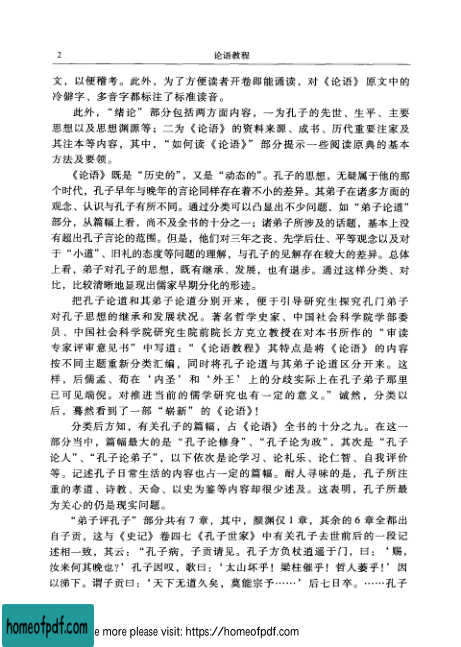 2 论语教程
文，以便稽考。此外，为了方便读者开卷即能诵读，对《论语》原文中的
冷僻字、多音字都标注了标准读音。
此外，“绪论”部分包括两方面内容，一为孔子的先世、生平、主要
思想以及思想渊源等；二为《论语》的资料来源、成书、历代重要注家及
其注本等内容，其中，“如何读《论语》”部分提示一些阅读原典的基本
方法及要领。
《论语》既是“历史的”，又是“动态的”。孔子的思想，无疑属于他的那
个时代，孔子早年与晚年的言论同样存在着不小的差异。其弟子在诸多方面的
观念、认识与孔子有所不同。通过分类可以凸显出不少问题，如“弟子论道”
部分，从篇幅上看，尚不及全书的十分之一；诸弟子所涉及的话题，基本上没
有超出孔子言论的范围。但是，他们对三年之丧、先学后仕、平等观念以及对
于“小道”、旧礼的态度等问题的理解，与孔子的见解存在较大的差异。总体
上看，弟子对孔子的思想，既有继承、发展，也有退步。通过这样分类、对
比，比较清晰地显现出儒家早期分化的形迹。
把孔子论道和其弟子论道分别开来，便于引导研究生探究孔门弟子
对孔子思想的继承和发展状况。著名哲学史家、中国社会科学院学部委
员、中国社会科学院研究生院前院长方克立教授在对本书所作的“审读
专家评审意见书”中写道：“《论语教程》其特点是将《论语》的内容
按不同主题重新分类汇编，同时将孔子论道与其弟子论道区分开来。这
样，后儒孟、荀在‘内圣’和‘外王’上的分歧实际上在孔子弟子那里
已可见端倪。对推进当前的儒学研究也有一定的意义。”诚然，分类以
后，蓦然看到了一部“崭新”的《论语》！
分类后方知，有关孔子的篇幅，占《论语》全书的十分之九。在这一
部分当中，篇幅最大的是“孔子论修身”、“孔子论为政”，其次是“孔子
论人”、“孔子论弟子”，以下依次是论学习、论礼乐、论仁智、自我评价
等。记述孔子日常生活的内容也占一定的篇幅。耐人寻味的是，孔子所注
重的孝道、诗教、天命、以史为鉴等内容却很少述及。这表明，孔子所最
为关心的仍是现实问题。
“弟子评孔子”部分共有7章，其中，颜渊仅1章，其余的6章全都出
自子贡，这与《史记》卷四七《孔子世家》中有关孔子去世前后的一段记
述相一致，其云：“孔子病，子贡请见。孔子方负杖逍遥于门，曰：‘赐，
汝来何其晚也？’孔子因叹，歌曰：‘太山坏乎！梁柱催乎！哲人萎乎！’因
以涕下。谓子贡曰：‘天下无道久矣，莫能宗予……’后七日卒。……孔子
homeofpdf.com
e more please visit: https://homeofpdf.com